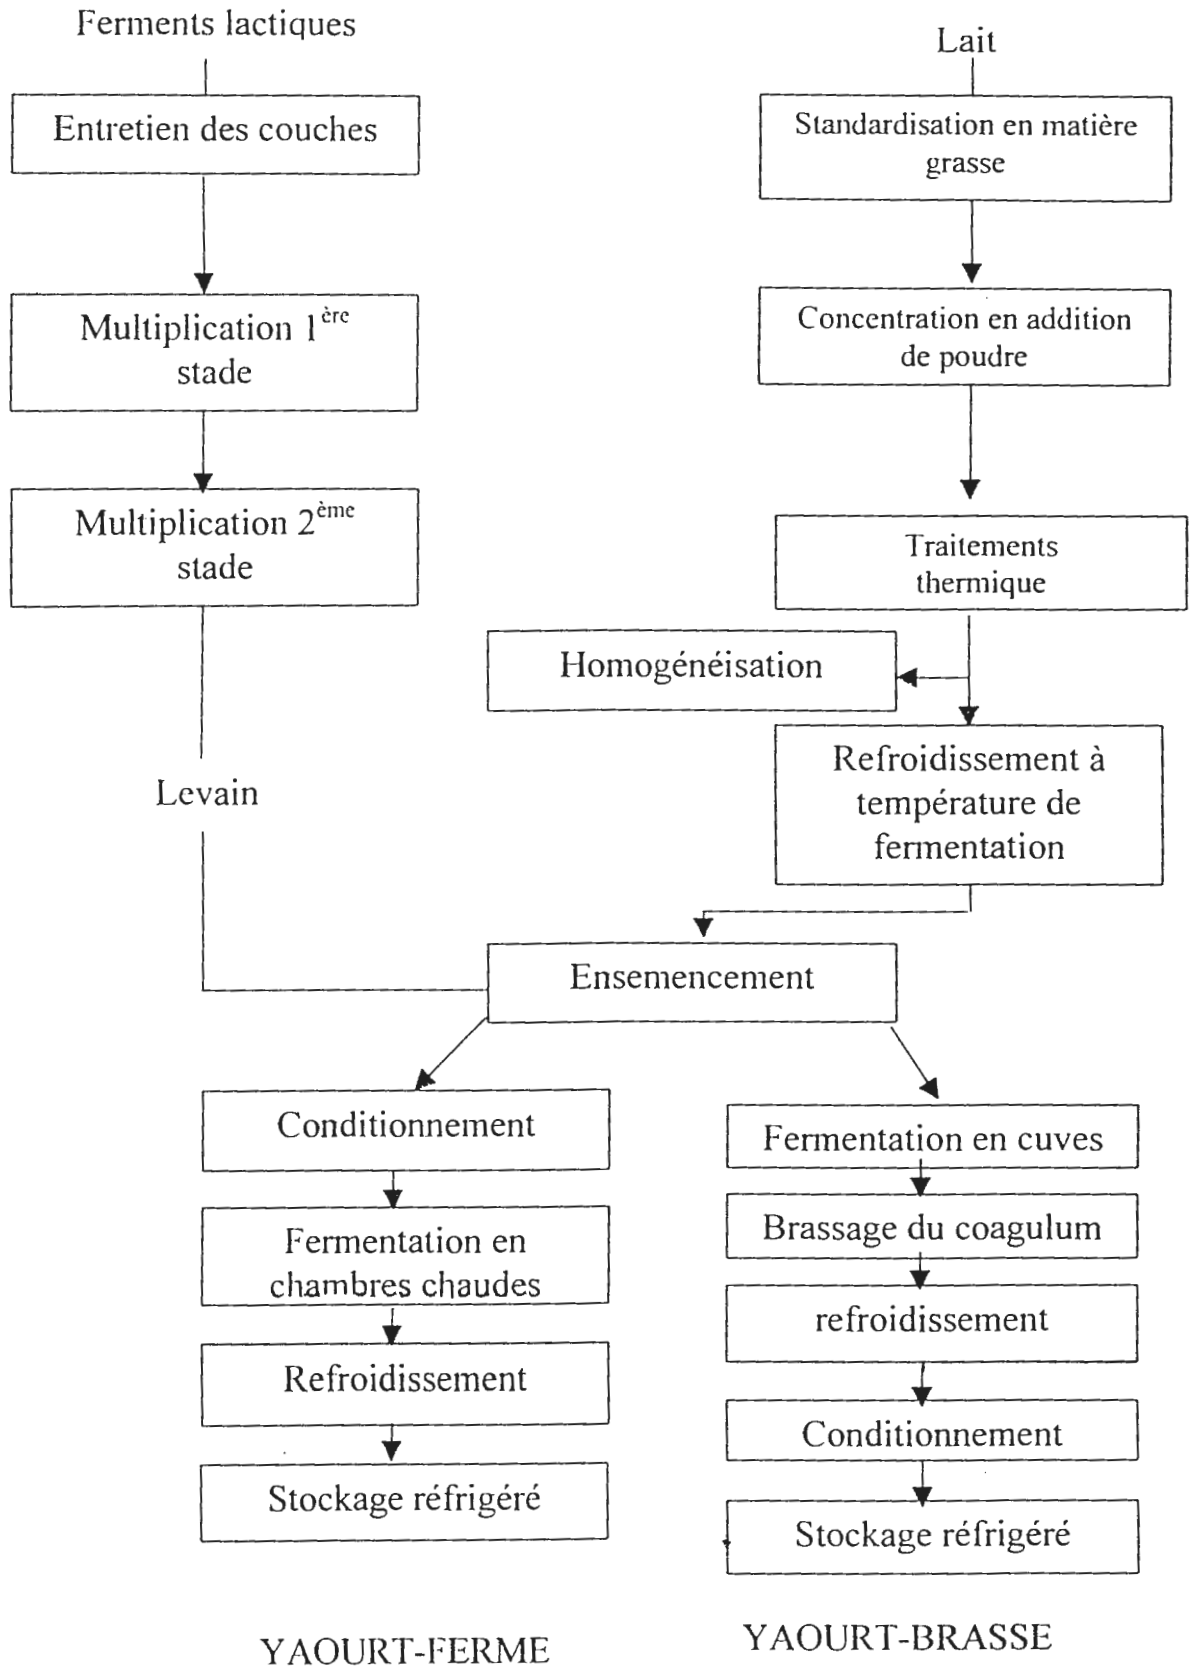 Ferments lactiques
Lait
Entretien des couches
Standardisation en matière
grasse
Multiplication 1ère
stade
Concentration en addition
de poudre
Multiplication 2ème
stade
Traitements
thermique
Homogénéisation
Refroidissement à
température de
fermentation
Levain
Ensemencement
Conditionnement
Fermentation en
chambres chaudes
Refroidissement
Stockage réfrigéré
Fermentation en cuves
Brassage du coagulum
refroidissement
Conditionnement
Stockage réfrigéré
YAOURT-FERME
YAOURT-BRASSE